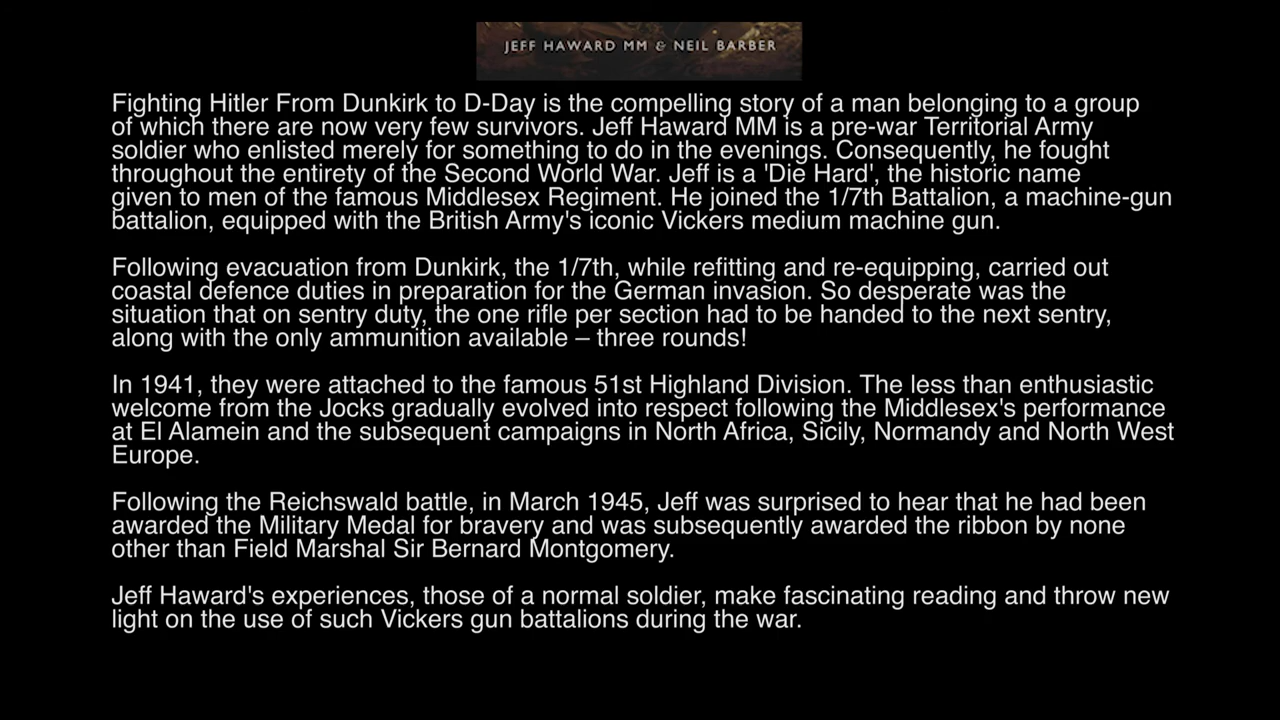 JEFF HAWARD MM & NEIL BARBER
Fighting Hitler From Dunkirk to D-Day is the compelling story of a man belonging to a group
of which there are now very few survivors. Jeff Haward MM is a pre-war Territorial Army
soldier who enlisted merely for something to do in the evenings. Consequently, he fought
throughout the entirety of the Second World War. Jeff is a 'Die Hard', the historic name
given to men of the famous Middlesex Regiment. He joined the 1/7th Battalion, a machine-gun
battalion, equipped with the British Army's iconic Vickers medium machine gun.
Following evacuation from Dunkirk, the 1/7th, while refitting and re-equipping, carried out
coastal defence duties in preparation for the German invasion. So desperate was the
situation that on sentry duty, the one rifle per section had to be handed to the next sentry,
along with the only ammunition available – three rounds!
In 1941, they were attached to the famous 51st Highland Division. The less than enthusiastic
welcome from the Jocks gradually evolved into respect following the Middlesex's performance
at El Alamein and the subsequent campaigns in North Africa, Sicily, Normandy and North West
Europe.
Following the Reichswald battle, in March 1945, Jeff was surprised to hear that he had been
awarded the Military Medal for bravery and was subsequently awarded the ribbon by none
other than Field Marshal Sir Bernard Montgomery.
Jeff Haward's experiences, those of a normal soldier, make fascinating reading and throw new
light on the use of such Vickers gun battalions during the war.